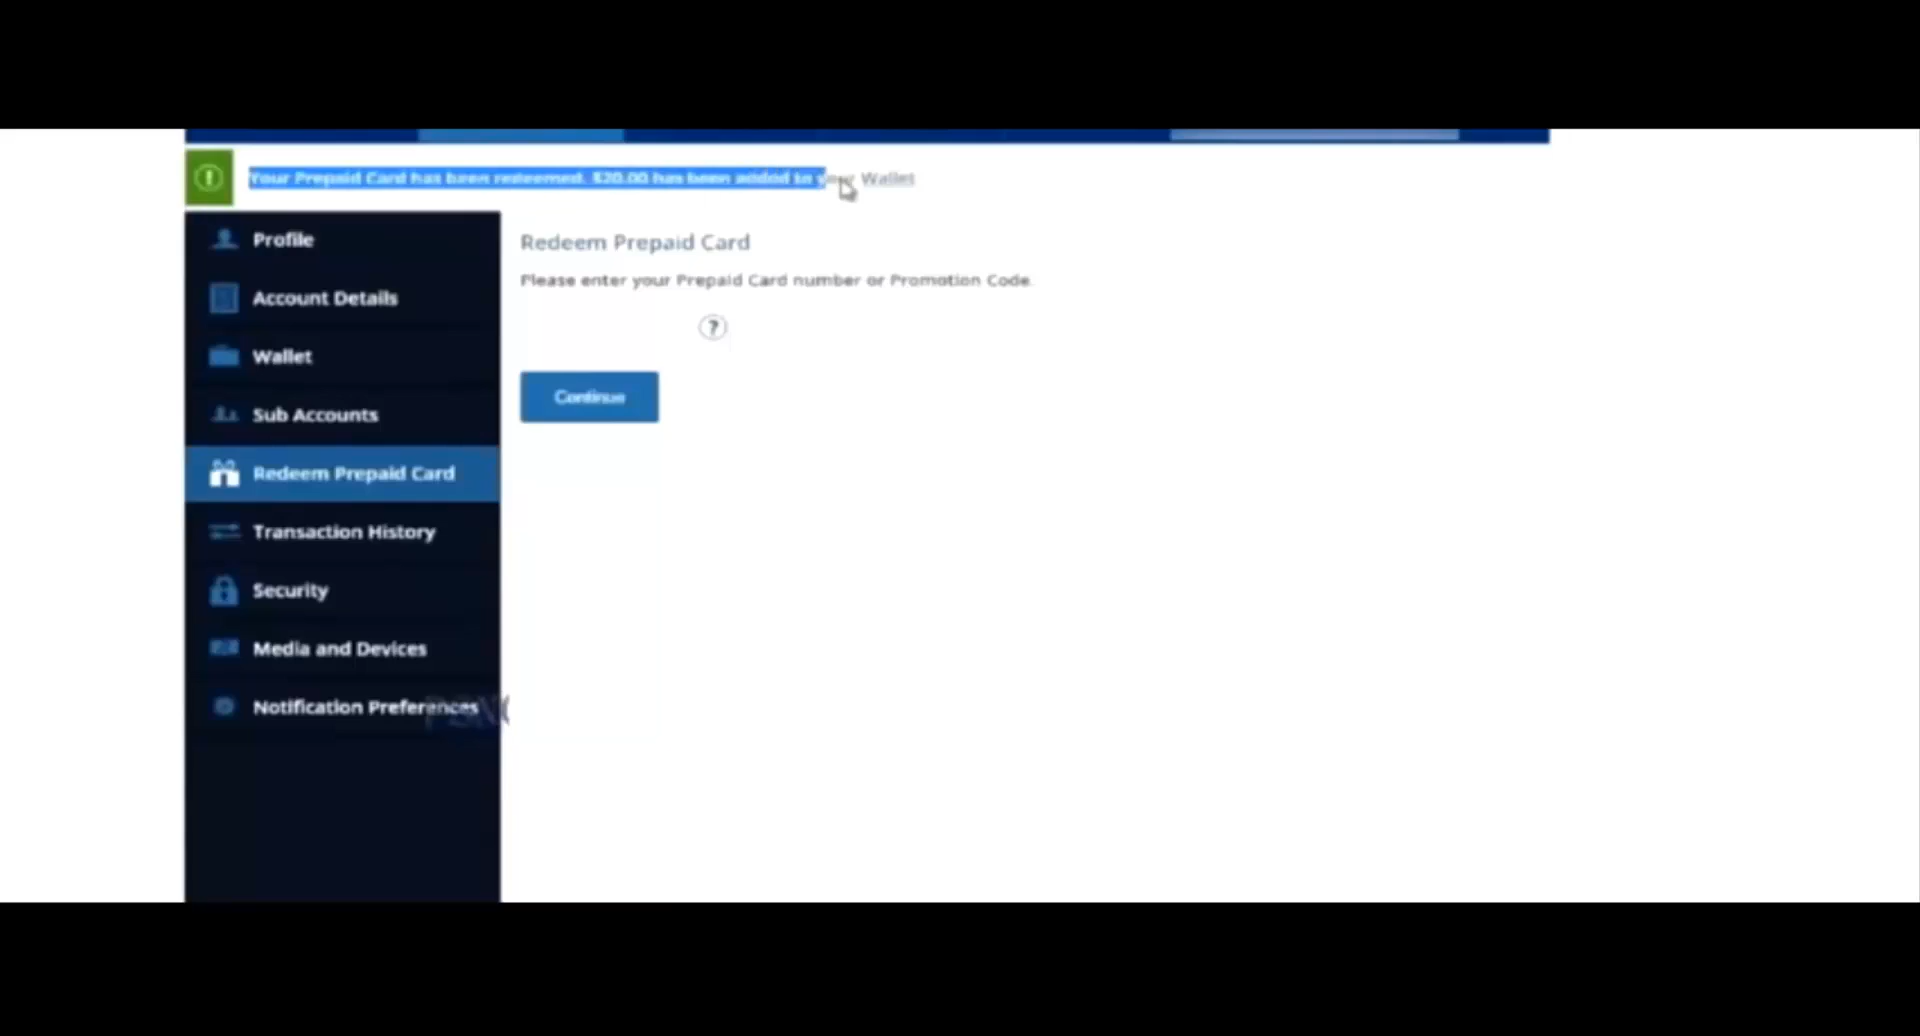 Your Prepaid Card has been redeemed. $20.00 has been added to your Wallet
Profile
Account Details
Wallet
Sub Accounts
Redeem Prepaid Card
Transaction History
Security
Media and Devices
Notification Preferences
Redeem Prepaid Card
Please enter your Prepaid Card number or Promotion Code.
?
Continue